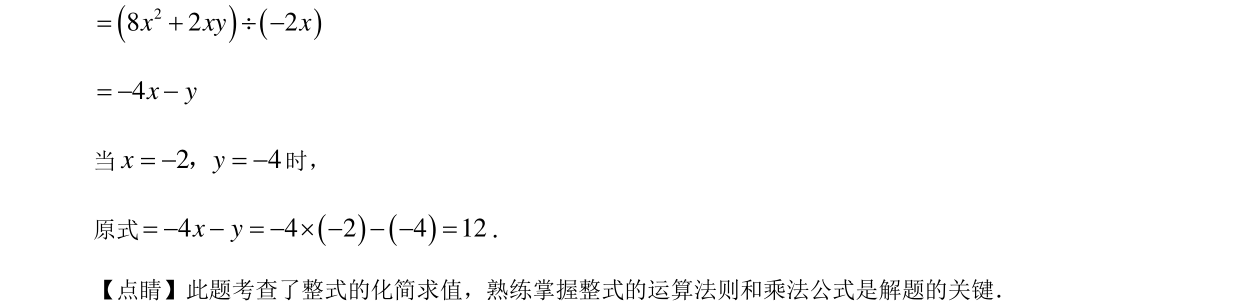 =(8x²+2xy)÷(−2x)
=−4x−y
当x=−2，y=−4时，
原式=−4x−y=−4×(−2)−(−4)=12．
【点睛】此题考查了整式的化简求值，熟练掌握整式的运算法则和乘法公式是解题的关键．